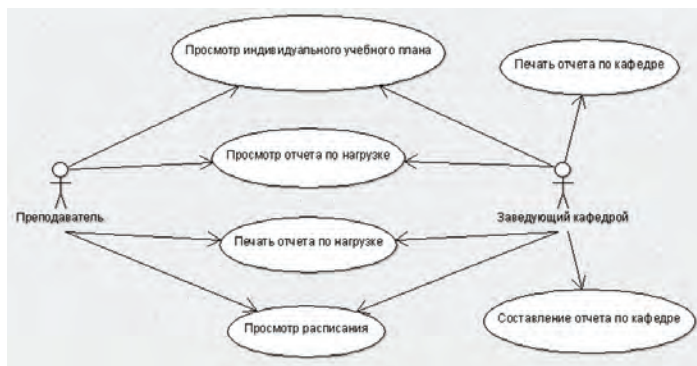 Просмотр индивидуального учебного плана
Печать отчета по кафедре
Просмотр отчета по нагрузке
Преподаватель
Заведующий кафедрой
Печать отчета по нагрузке
Просмотр расписания
Составление отчета по кафедре